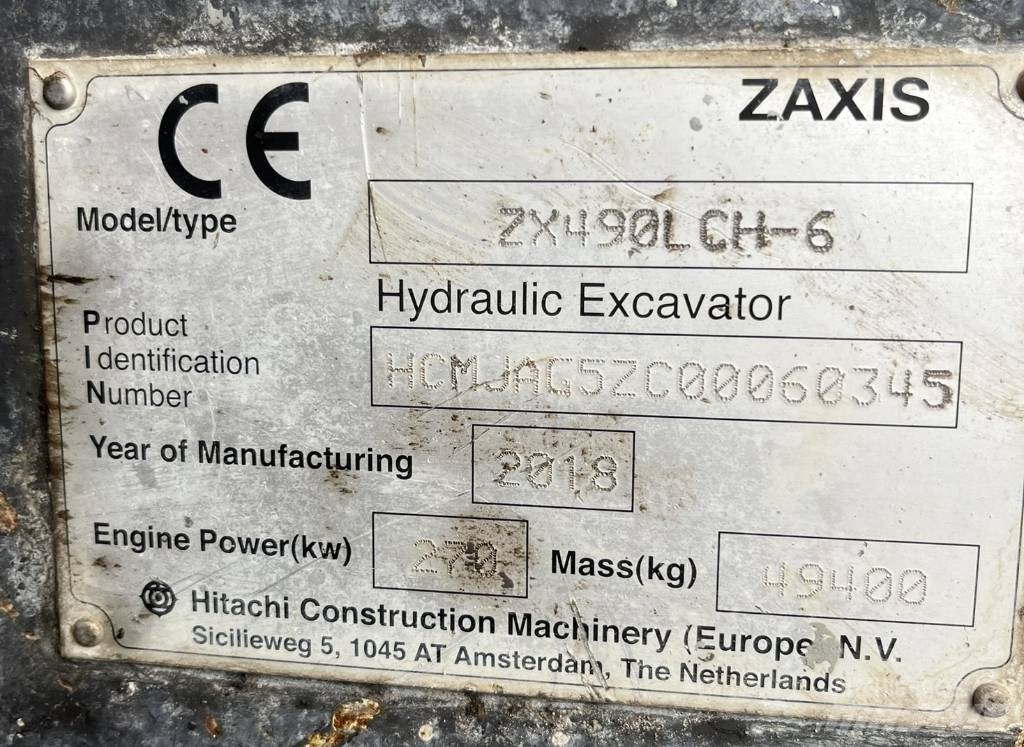 CE
ZAXIS
Model/type ZX490LCH-6
Hydraulic Excavator
Product
Identification
Number
HCMJAG5ZC00060345
Year of Manufacturing 2018
Engine Power(kw) 270 Mass(kg) 49400
Hitachi Construction Machinery (Europe N.V.
Sicilieweg 5, 1045 AT Amsterdam, The Netherlands